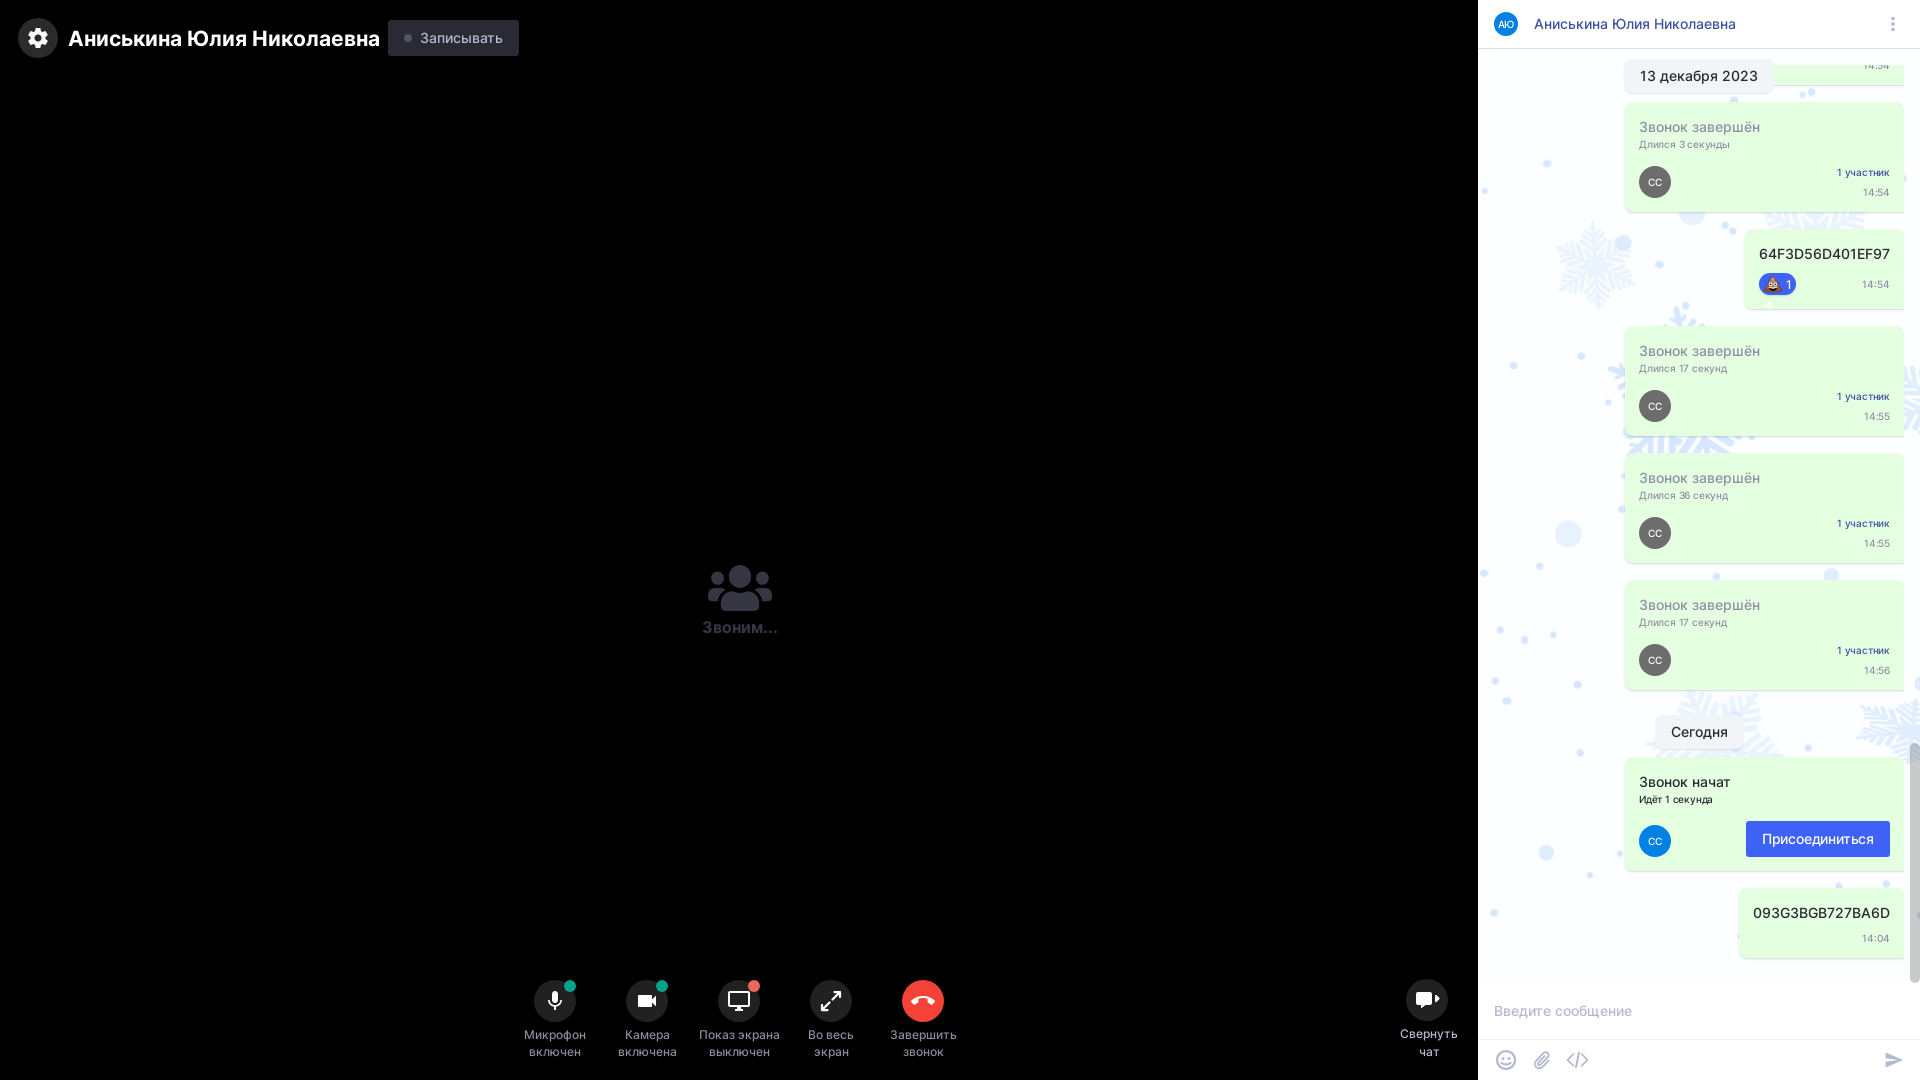 Аниськина Юлия Николаевна
Записывать
Звоним...
Микрофон
включен
Камера
включена
Показ экрана
выключен
Во весь
экран
Завершить
звонок
Свернуть
чат
АЮ
Аниськина Юлия Николаевна
14:54
13 декабря 2023
Звонок завершён
Длился 3 секунды
СС
1 участник
14:54
64F3D56D401EF97
1
14:54
Звонок завершён
Длился 17 секунд
СС
1 участник
14:55
Звонок завершён
Длился 36 секунд
СС
1 участник
14:55
Звонок завершён
Длился 17 секунд
СС
1 участник
14:56
Сегодня
Звонок начат
Идёт 1 секунда
СС
Присоединиться
093G3BGB727BA6D
14:04
Введите сообщение